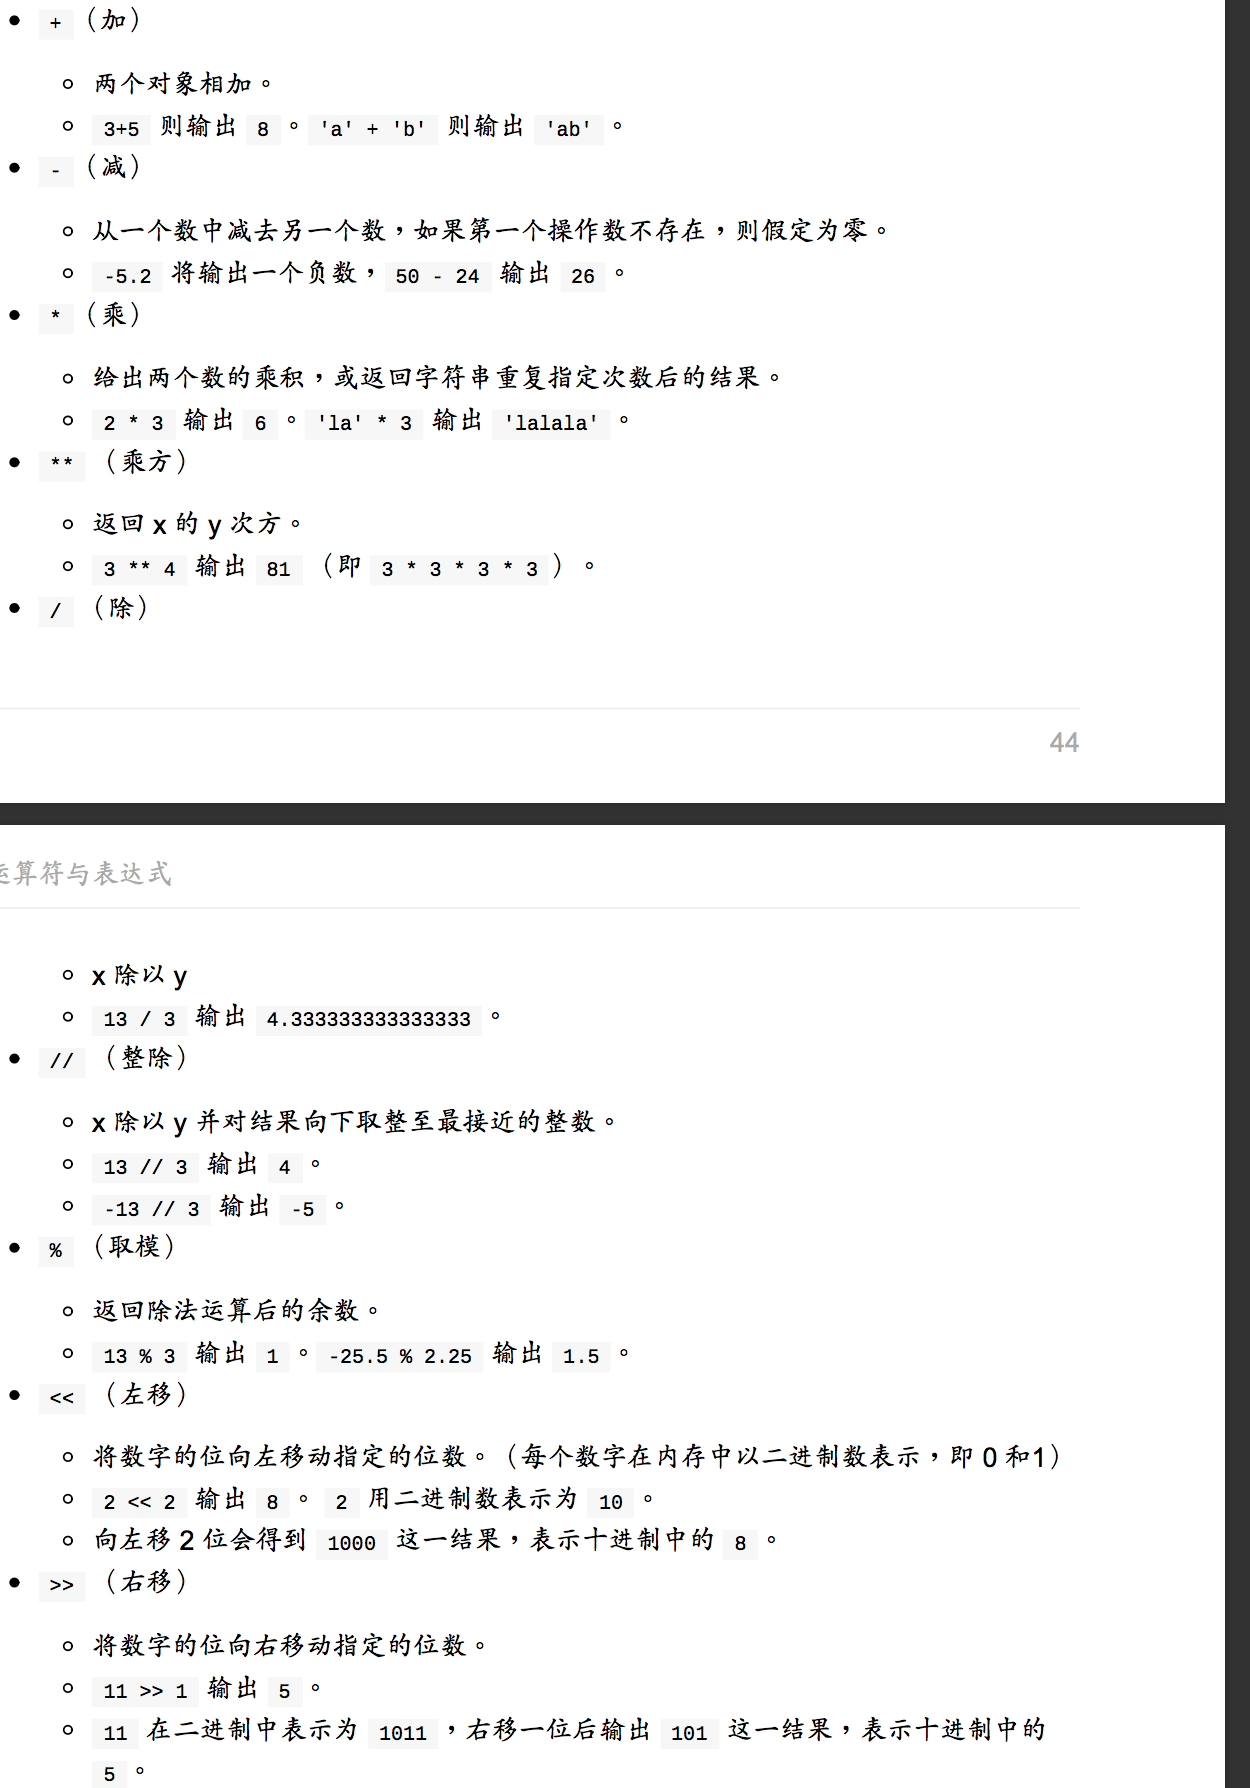 + （加）
两个对象相加。
3+5 则输出 8 。 'a' + 'b' 则输出 'ab' 。
- （减）
从一个数中减去另一个数，如果第一个操作数不存在，则假定为零。
-5.2 将输出一个负数， 50 - 24 输出 26 。
* （乘）
给出两个数的乘积，或返回字符串重复指定次数后的结果。
2 * 3 输出 6 。 'la' * 3 输出 'lalala' 。
** （乘方）
返回 x 的 y 次方。
3 ** 4 输出 81 （即 3 * 3 * 3 * 3 ） 。
/ （除）
44
运算符与表达式
x 除以 y
13 / 3 输出 4.333333333333333 。
// （整除）
x 除以 y 并对结果向下取整至最接近的整数。
13 // 3 输出 4 。
-13 // 3 输出 -5 。
% （取模）
返回除法运算后的余数。
13 % 3 输出 1 。 -25.5 % 2.25 输出 1.5 。
<< （左移）
将数字的位向左移动指定的位数。（每个数字在内存中以二进制数表示，即 0 和1）
2 << 2 输出 8 。 2 用二进制数表示为 10 。
向左移 2 位会得到 1000 这一结果，表示十进制中的 8 。
>> （右移）
将数字的位向右移动指定的位数。
11 >> 1 输出 5 。
11 在二进制中表示为 1011 ，右移一位后输出 101 这一结果，表示十进制中的
5 。